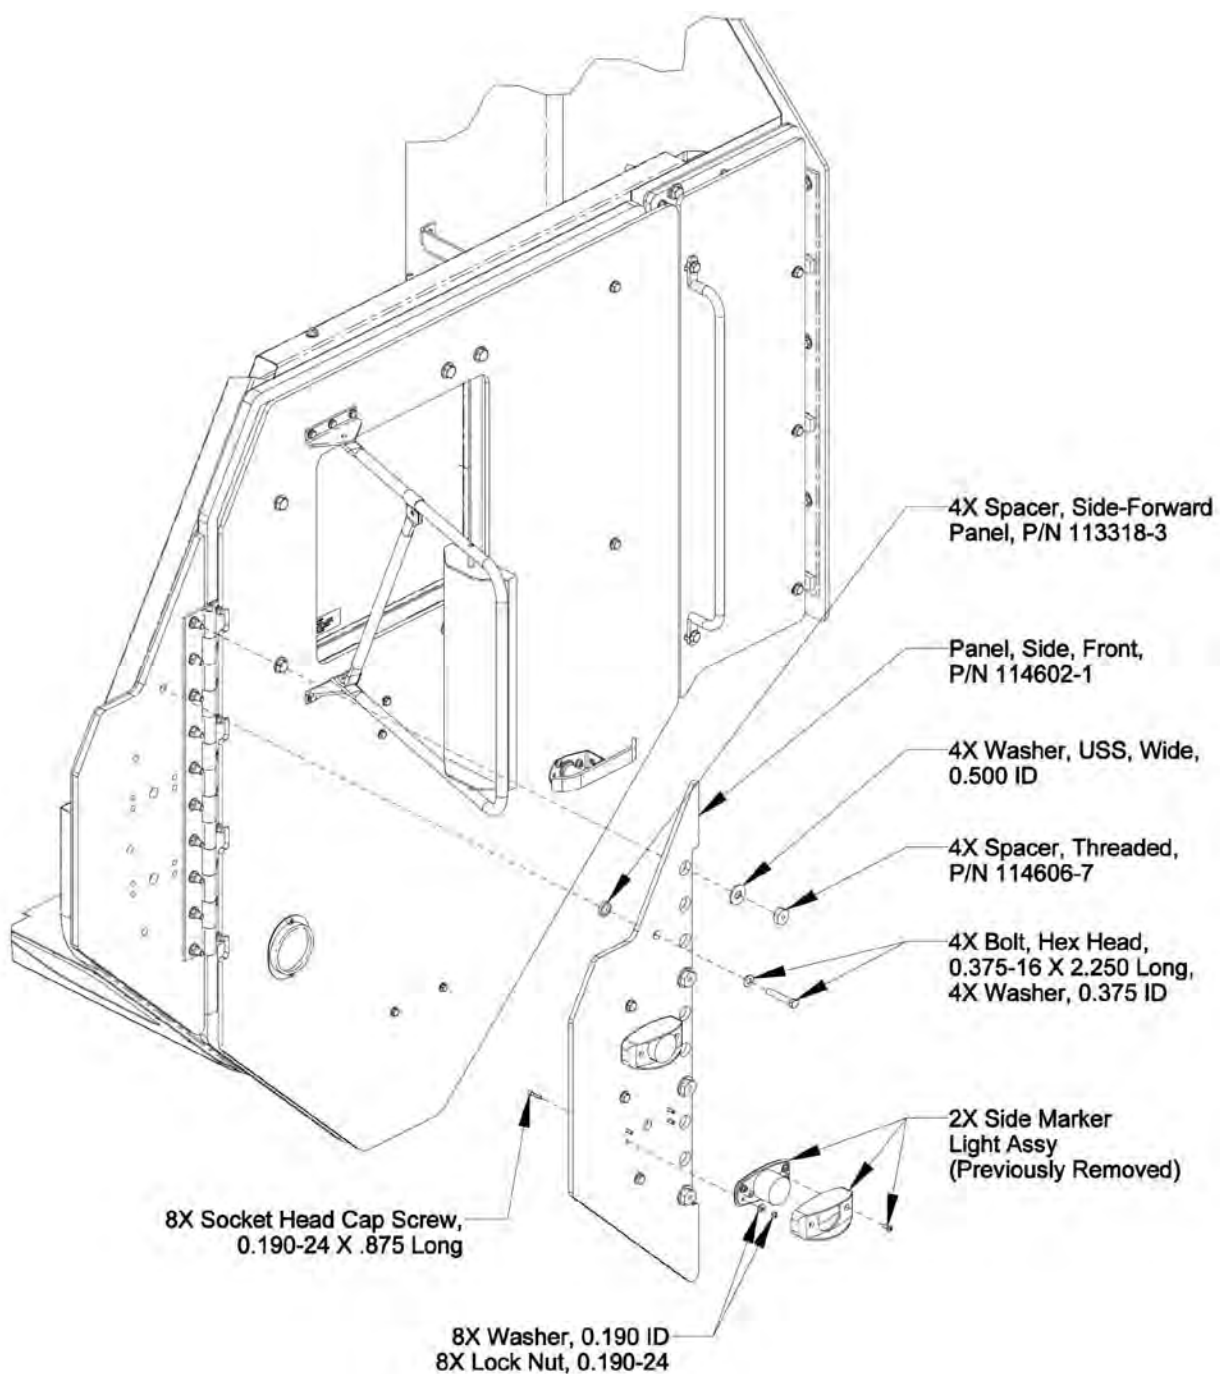 4X Spacer, Side-Forward
Panel, P/N 113318-3
Panel, Side, Front,
P/N 114602-1
4X Washer, USS, Wide,
0.500 ID
4X Spacer, Threaded,
P/N 114606-7
4X Bolt, Hex Head,
0.375-16 X 2.250 Long,
4X Washer, 0.375 ID
2X Side Marker
Light Assy
(Previously Removed)
8X Socket Head Cap Screw,
0.190-24 X .875 Long
8X Washer, 0.190 ID
8X Lock Nut, 0.190-24